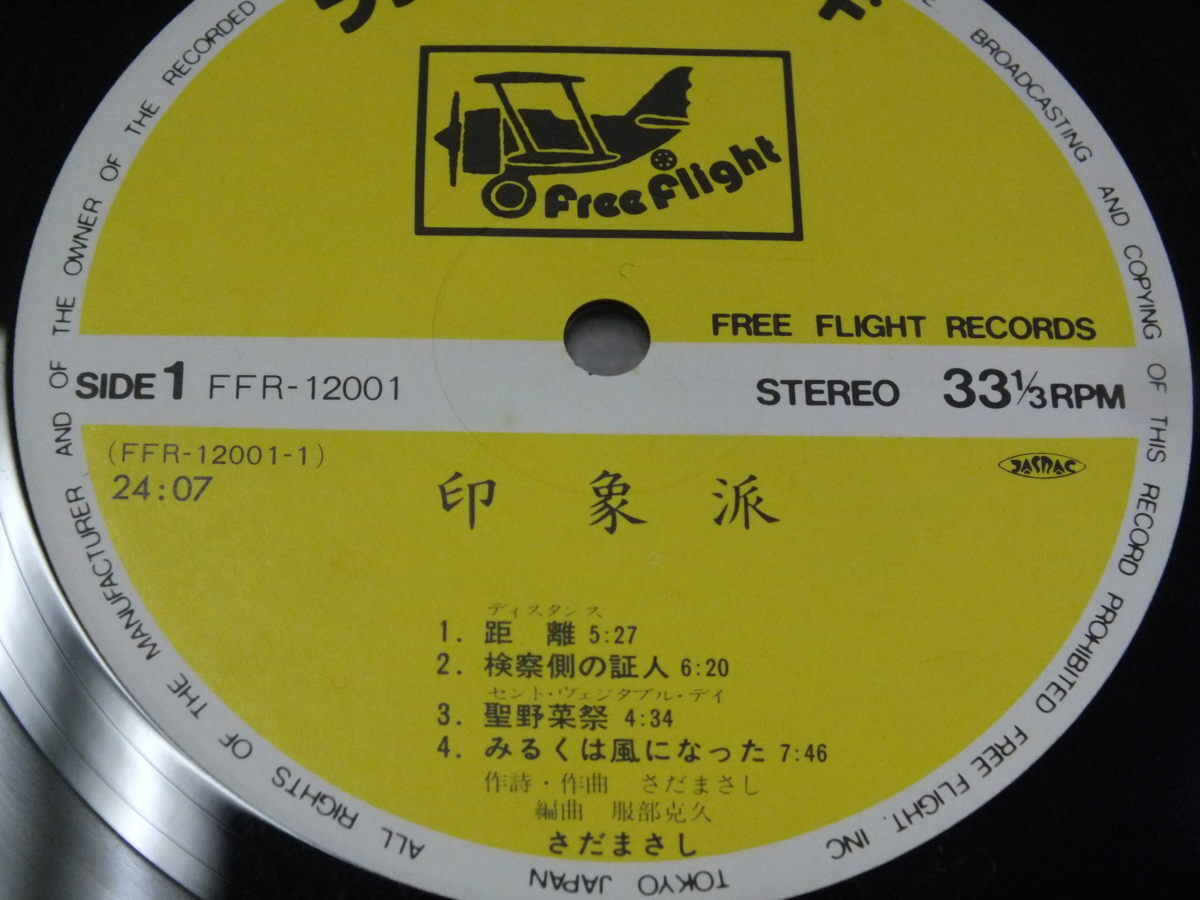 Free Flight
FREE FLIGHT RECORDS
SIDE 1 FFR-12001
STEREO 33⅓RPM
(FFR-12001-1)
24:07
JASRAC
印象派
ディスタンス
1. 距離 5:27
2. 検察側の証人 6:20
セント・ヴェジタブル・デイ
3. 聖野菜祭 4:34
4. みるくは風になった 7:46
作詩・作曲 さだまさし
編曲 服部克久
さだまさし
ALL RIGHTS OF THE MANUFACTURER AND OF THE OWNER OF THE RECORDED
BROADCASTING AND COPYING OF THIS RECORD PROHIBITED FREE FLIGHT, INC
TOKYO JAPAN